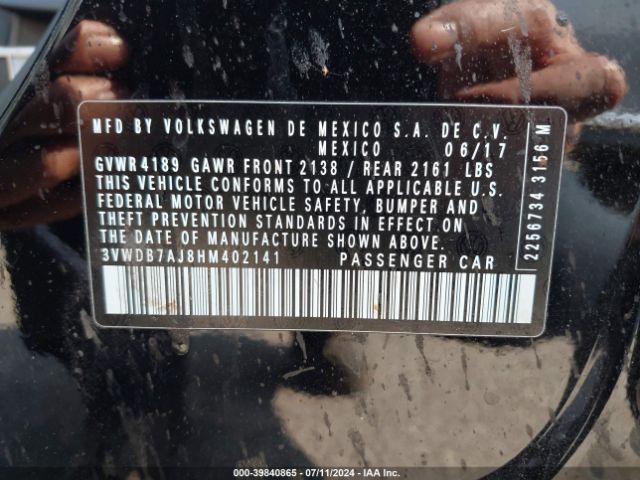 MFD BY VOLKSWAGEN DE MEXICO S.A. DE C.V.
MEXICO 06/17
GVWR 4189 GAWR FRONT 2138 / REAR 2161 LBS
THIS VEHICLE CONFORMS TO ALL APPLICABLE U.S.
FEDERAL MOTOR VEHICLE SAFETY, BUMPER AND
THEFT PREVENTION STANDARDS IN EFFECT ON
THE DATE OF MANUFACTURE SHOWN ABOVE.
3VWDB7AJ8HM402141 PASSENGER CAR
2256734 3156 M
000-39840865 - 07/11/2024 - IAA Inc.